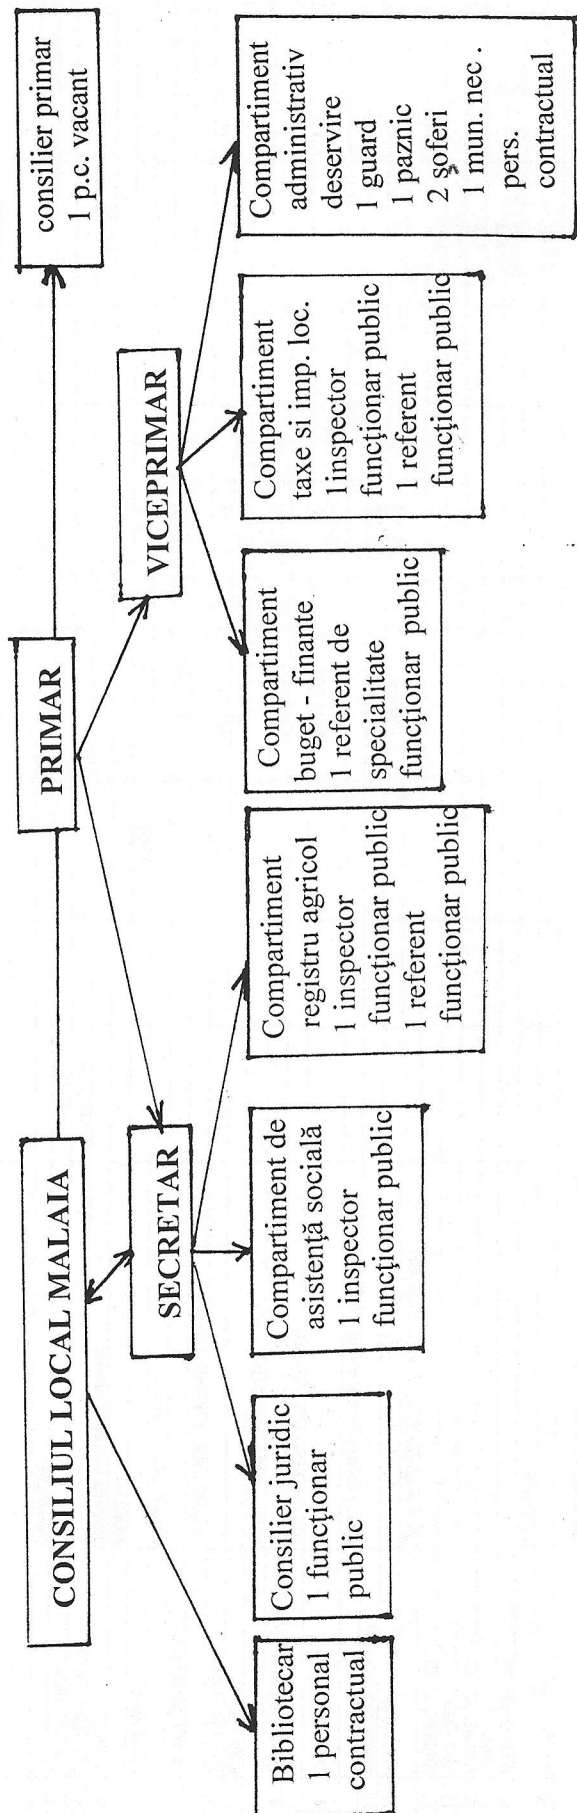 CONSILIUL LOCAL MALAIA
PRIMAR
consilier primar
1 p.c. vacant
SECRETAR
VICEPRIMAR
Bibliotecar
1 personal
contractual
Consilier juridic
1 funcţionar
public
Compartiment de
asistenţă socială
1 inspector
funcţionar public
Compartiment
registru agricol
1 inspector
funcţionar public
1 referent
funcţionar public
Compartiment
buget - finante
1 referent de
specialitate
funcţionar public
Compartiment
taxe si imp. loc.
1inspector
funcţionar public
1 referent
funcţionar public
Compartiment
administrativ
deservire
1 guard
1 paznic
2 şoferi
1 mun. nec.
pers.
contractual